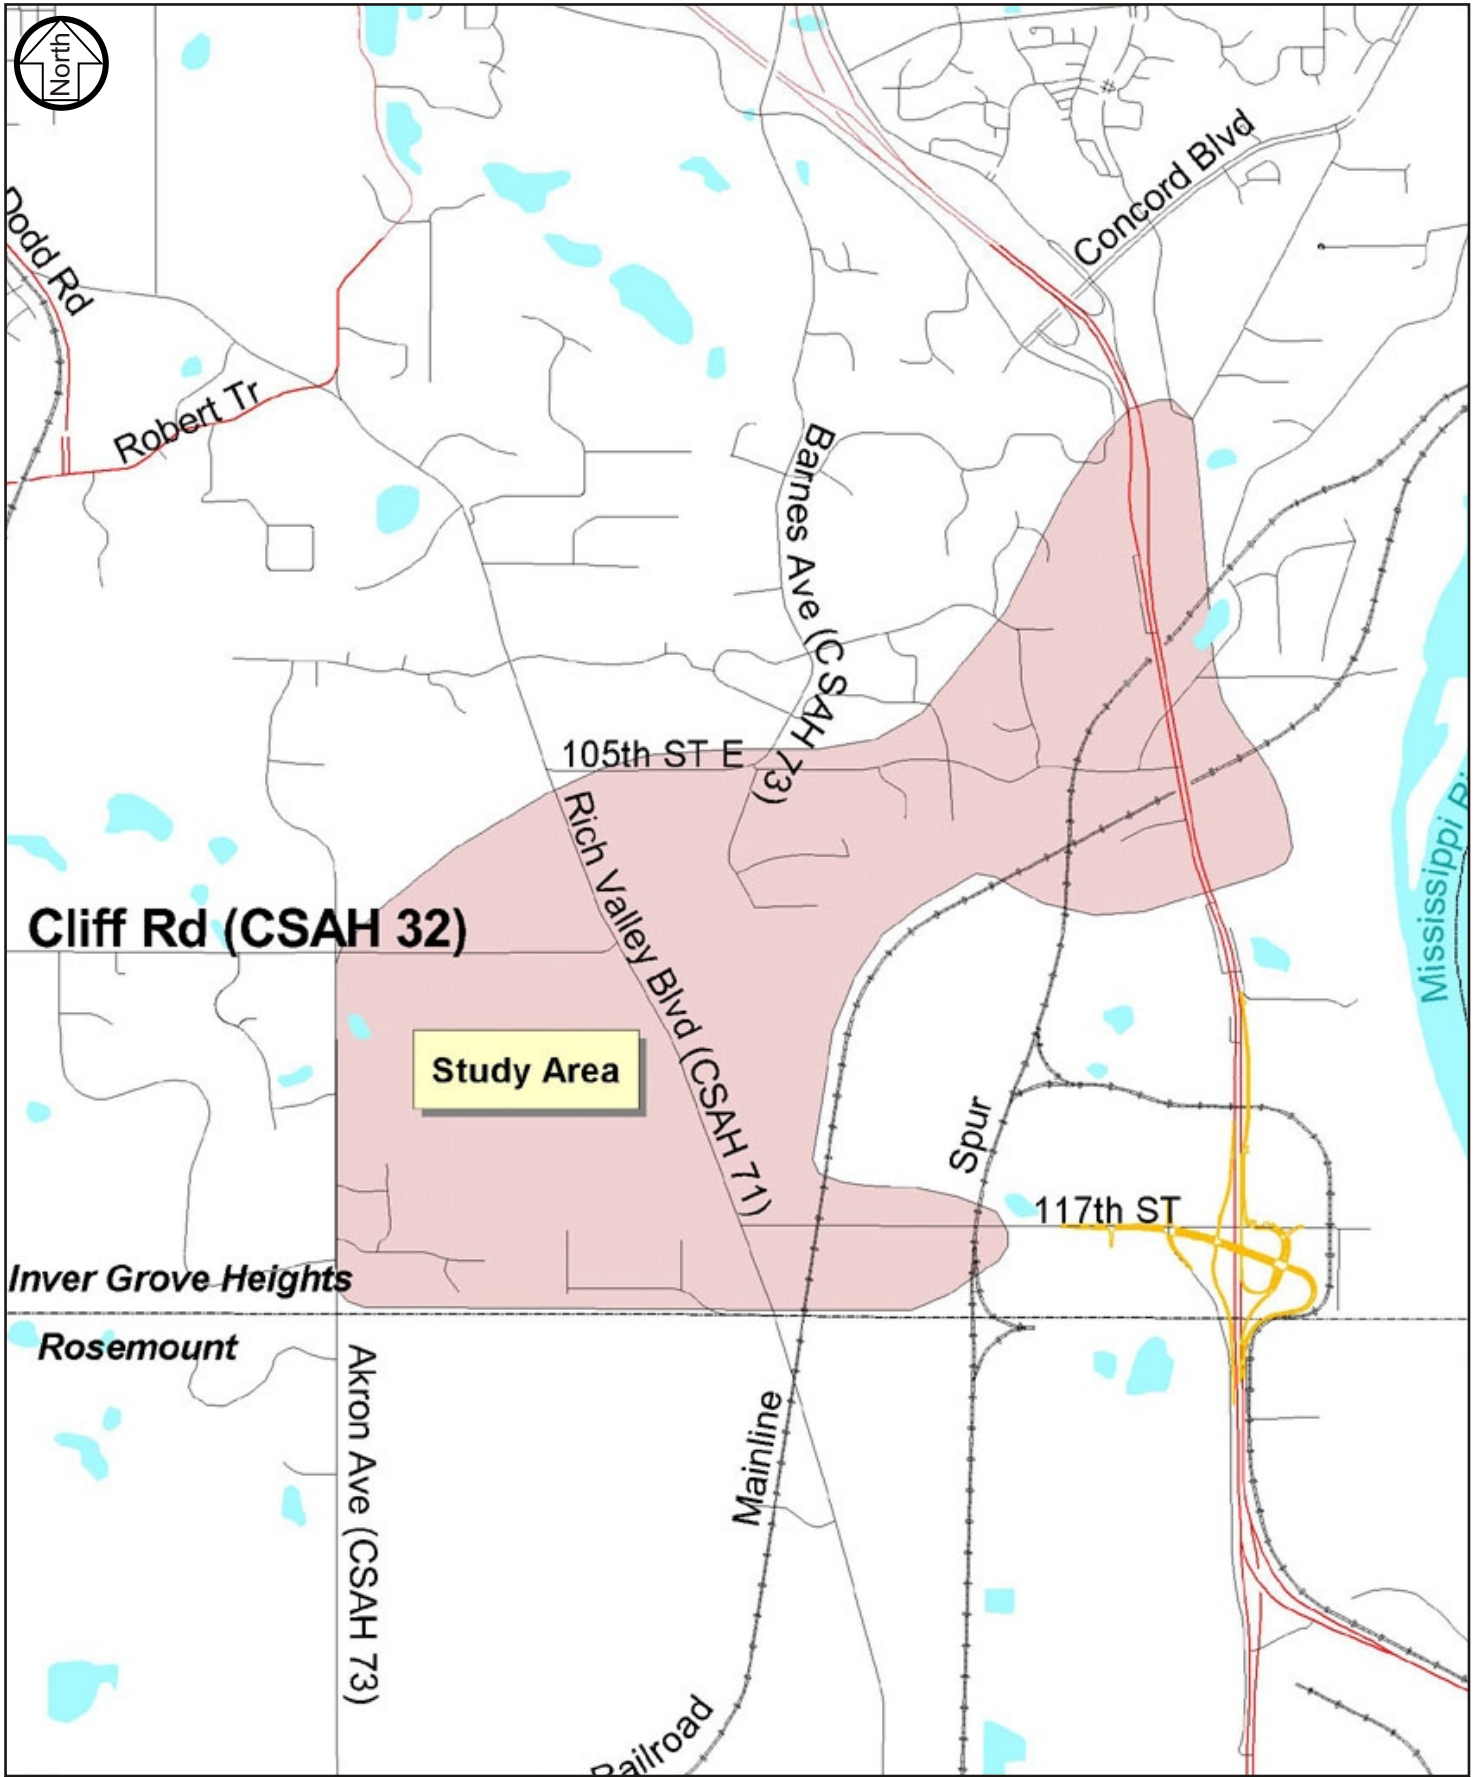 North
Concord Blvd
Dodd Rd
Robert Tr
Barnes Ave (CSAH 73)
105th ST E
Rich Valley Blvd (CSAH 71)
Cliff Rd (CSAH 32)
Mississippi Ri
Study Area
Spur
117th ST
Inver Grove Heights
Rosemount
Akron Ave (CSAH 73)
Mainline
Railroad